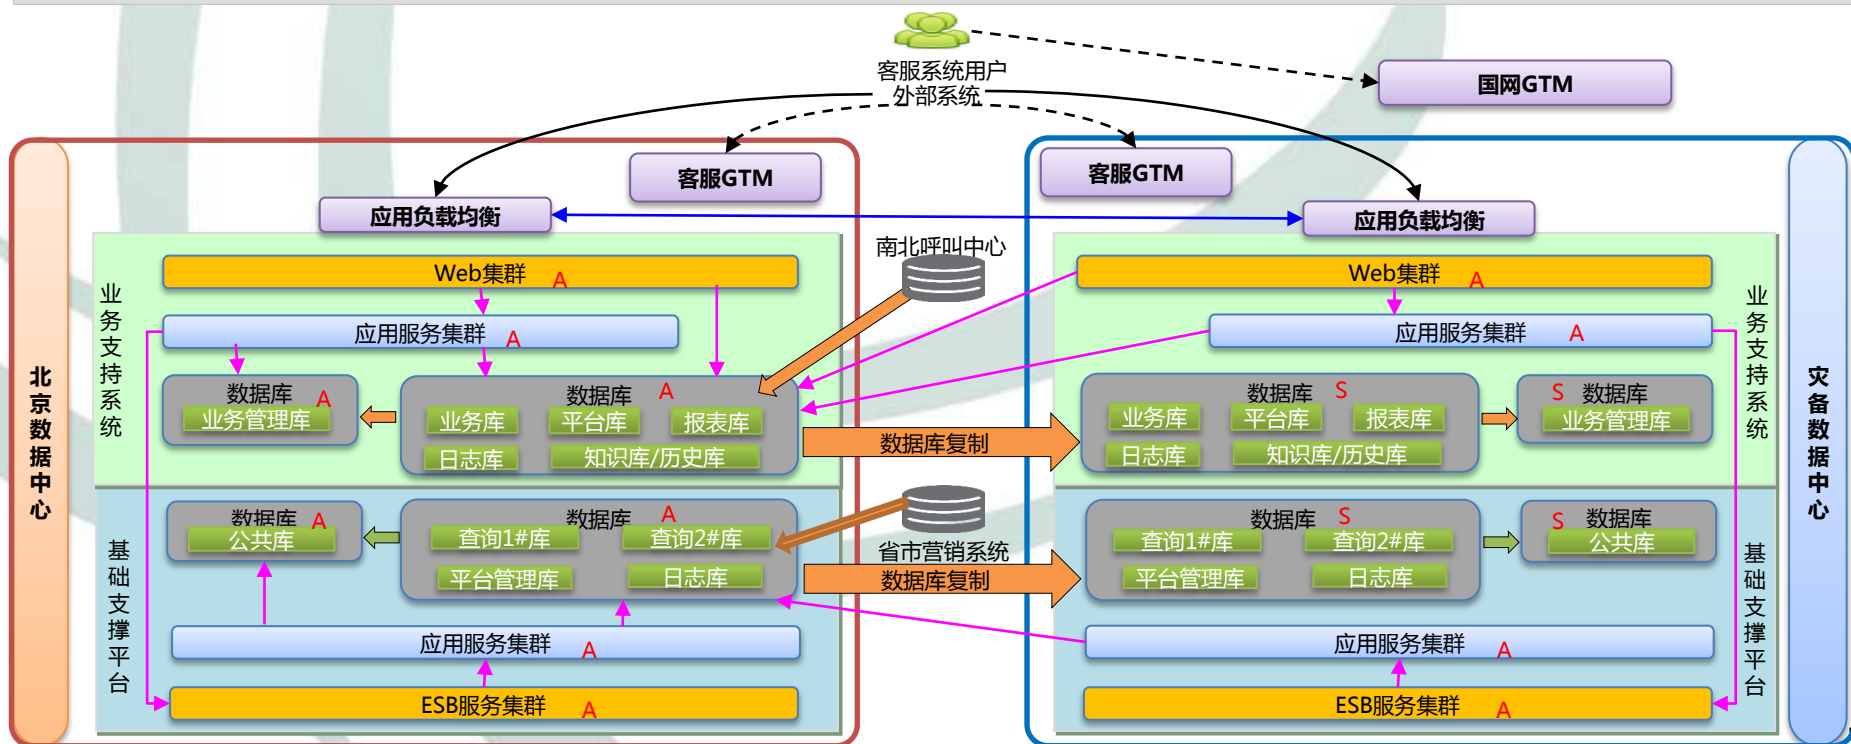 客服系统用户
外部系统
国网GTM
客服GTM
客服GTM
应用负载均衡
应用负载均衡
北京数据中心
业务支持系统
Web集群 A
应用服务集群 A
数据库 A
业务管理库
数据库 A
业务库 平台库 报表库
日志库 知识库/历史库
基础支撑平台
数据库 A
公共库
数据库 A
查询1#库 查询2#库
平台管理库 日志库
应用服务集群 A
ESB服务集群 A
南北呼叫中心
数据库复制
省市营销系统
数据库复制
Web集群 A
应用服务集群 A
数据库 S
业务库 平台库 报表库
日志库 知识库/历史库
S 数据库
业务管理库
业务支持系统
数据库 S
查询1#库 查询2#库
平台管理库 日志库
S 数据库
公共库
应用服务集群 A
ESB服务集群 A
基础支撑平台
灾备数据中心